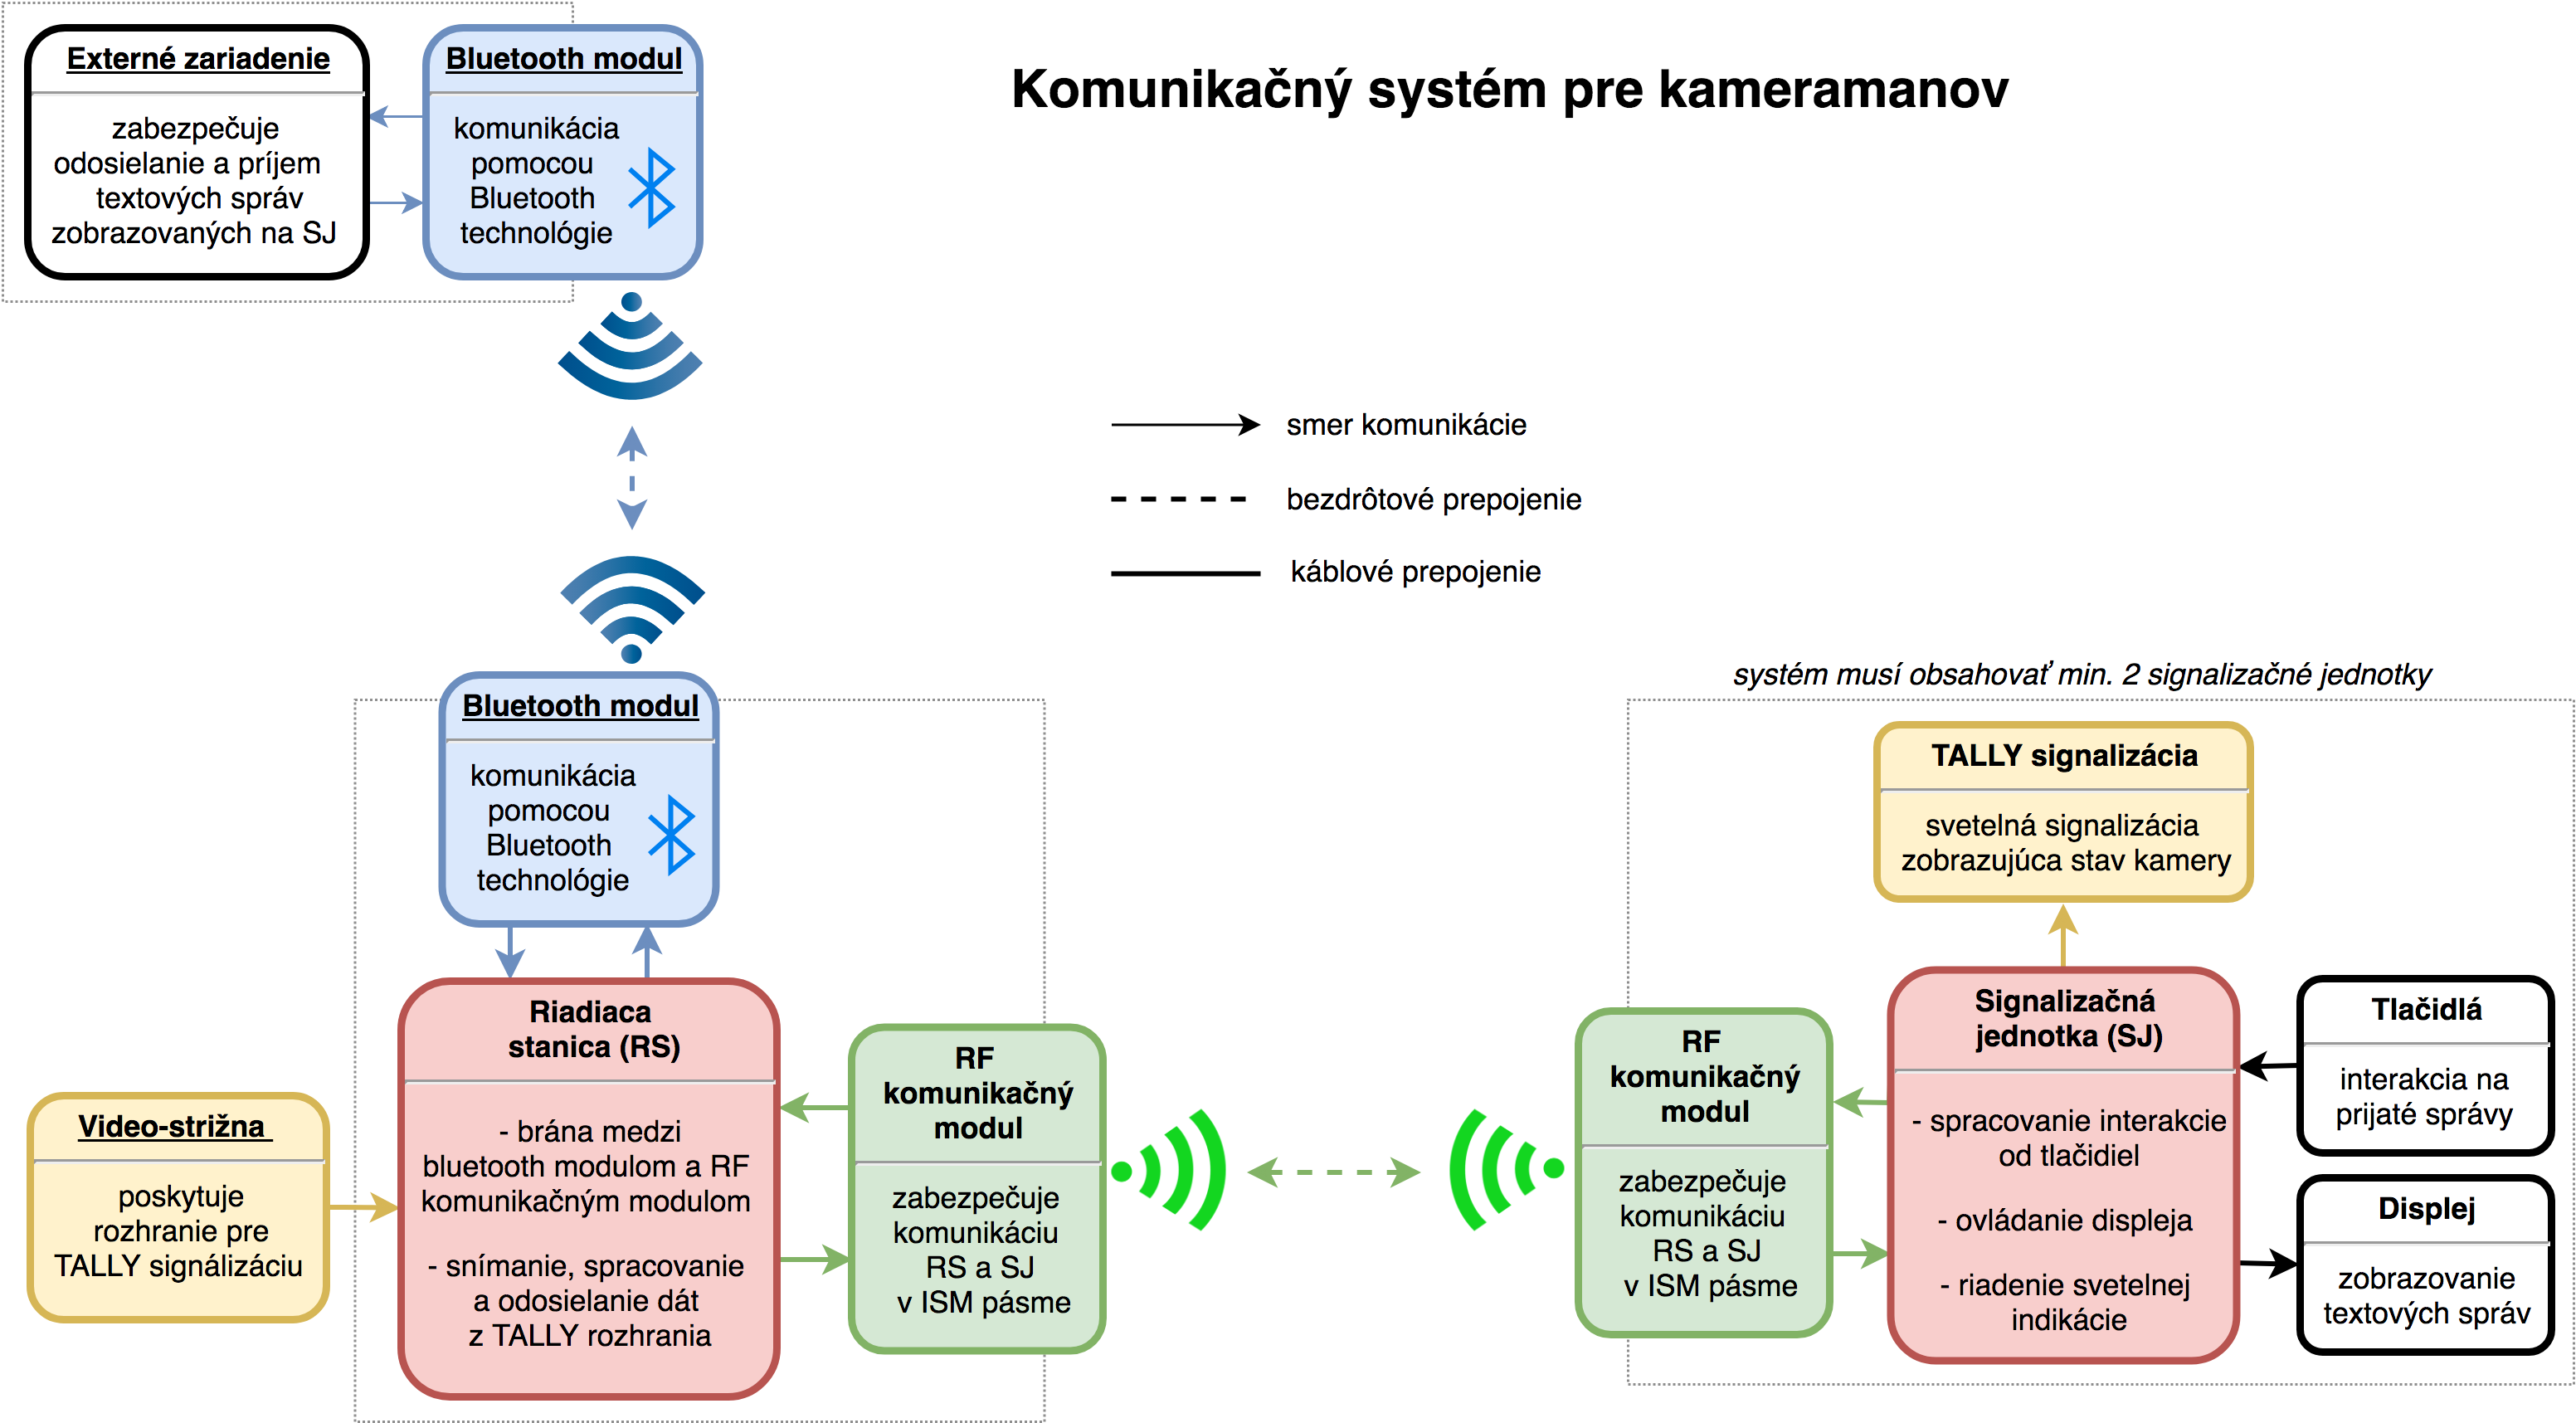 Komunikačný systém pre kameramanov
Externé zariadenie
zabezpečuje
odosielanie a príjem
textových správ
zobrazovaných na SJ
Bluetooth modul
komunikácia
pomocou
Bluetooth
technológie
smer komunikácie
bezdrôtové prepojenie
káblové prepojenie
Bluetooth modul
komunikácia
pomocou
Bluetooth
technológie
Video-strižna
poskytuje
rozhranie pre
TALLY signálizáciu
Riadiaca
stanica (RS)
- brána medzi
bluetooth modulom a RF
komunikačným modulom
- snímanie, spracovanie
a odosielanie dát
z TALLY rozhrania
RF
komunikačný
modul
zabezpečuje
komunikáciu
RS a SJ
v ISM pásme
systém musí obsahovať min. 2 signalizačné jednotky
TALLY signalizácia
svetelná signalizácia
zobrazujúca stav kamery
RF
komunikačný
modul
zabezpečuje
komunikáciu
RS a SJ
v ISM pásme
Signalizačná
jednotka (SJ)
- spracovanie interakcie
od tlačidiel
- ovládanie displeja
- riadenie svetelnej
indikácie
Tlačidlá
interakcia na
prijaté správy
Displej
zobrazovanie
textových správ